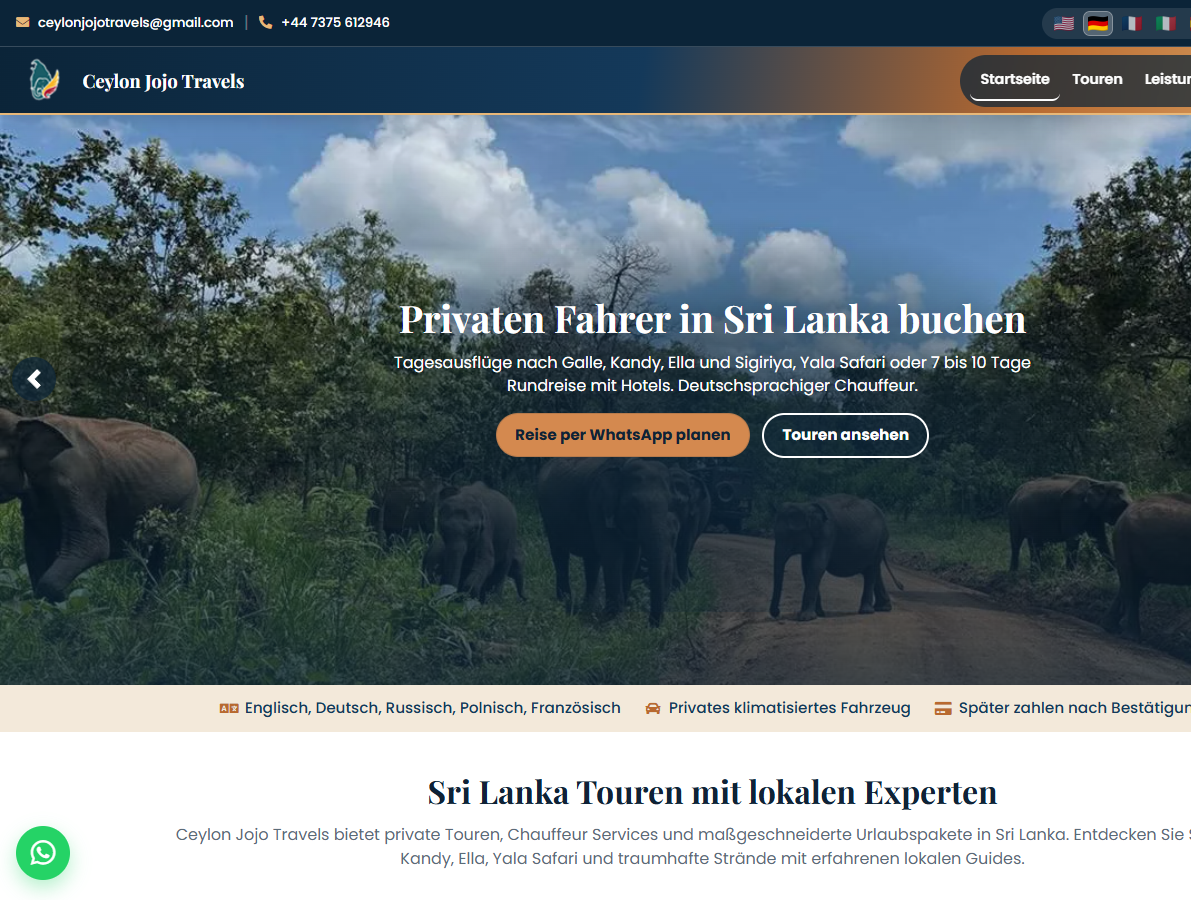 ceylonjojotravels@gmail.com | +44 7375 612946
Ceylon Jojo Travels
Startseite Touren
Privaten Fahrer in Sri Lanka buchen
Tagesausflüge nach Galle, Kandy, Ella und Sigiriya, Yala Safari oder 7 bis 10 Tage
Rundreise mit Hotels. Deutschsprachiger Chauffeur.
Reise per WhatsApp planen Touren ansehen
Englisch, Deutsch, Russisch, Polnisch, Französisch Privates klimatisiertes Fahrzeug Später zahlen nach
Sri Lanka Touren mit lokalen Experten
Ceylon Jojo Travels bietet private Touren, Chauffeur Services und maßgeschneiderte Urlaubspakete in Sri Lanka. Entdecken Sie
Kandy, Ella, Yala Safari und traumhafte Strände mit erfahrenen lokalen Guides.